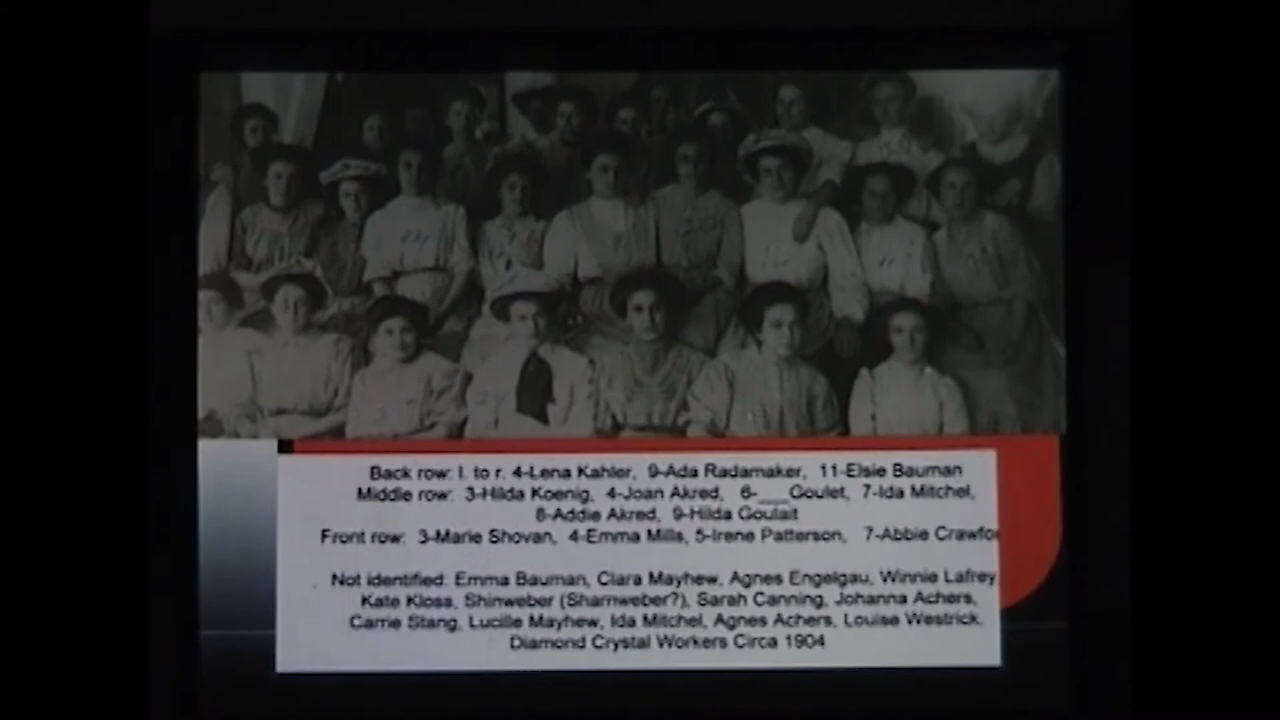 Back row: l. to r. 4-Lena Kahler, 9-Ada Radamaker, 11-Elsie Bauman
Middle row: 3-Hilda Koenig, 4-Joan Akred, 6-___Goulet, 7-Ida Mitchel,
8-Addie Akred, 9-Hilda Goulait
Front row: 3-Marie Shovan, 4-Emma Mills, 5-Irene Patterson, 7-Abbie Crawfo
Not identified: Emma Bauman, Clara Mayhew, Agnes Engelgau, Winnie Lafrey
Kate Kloss, Shinweber (Sharnweber?), Sarah Canning, Johanna Achers,
Carrie Stang, Lucille Mayhew, Ida Mitchel, Agnes Achers, Louise Westrick,
Diamond Crystal Workers Circa 1904